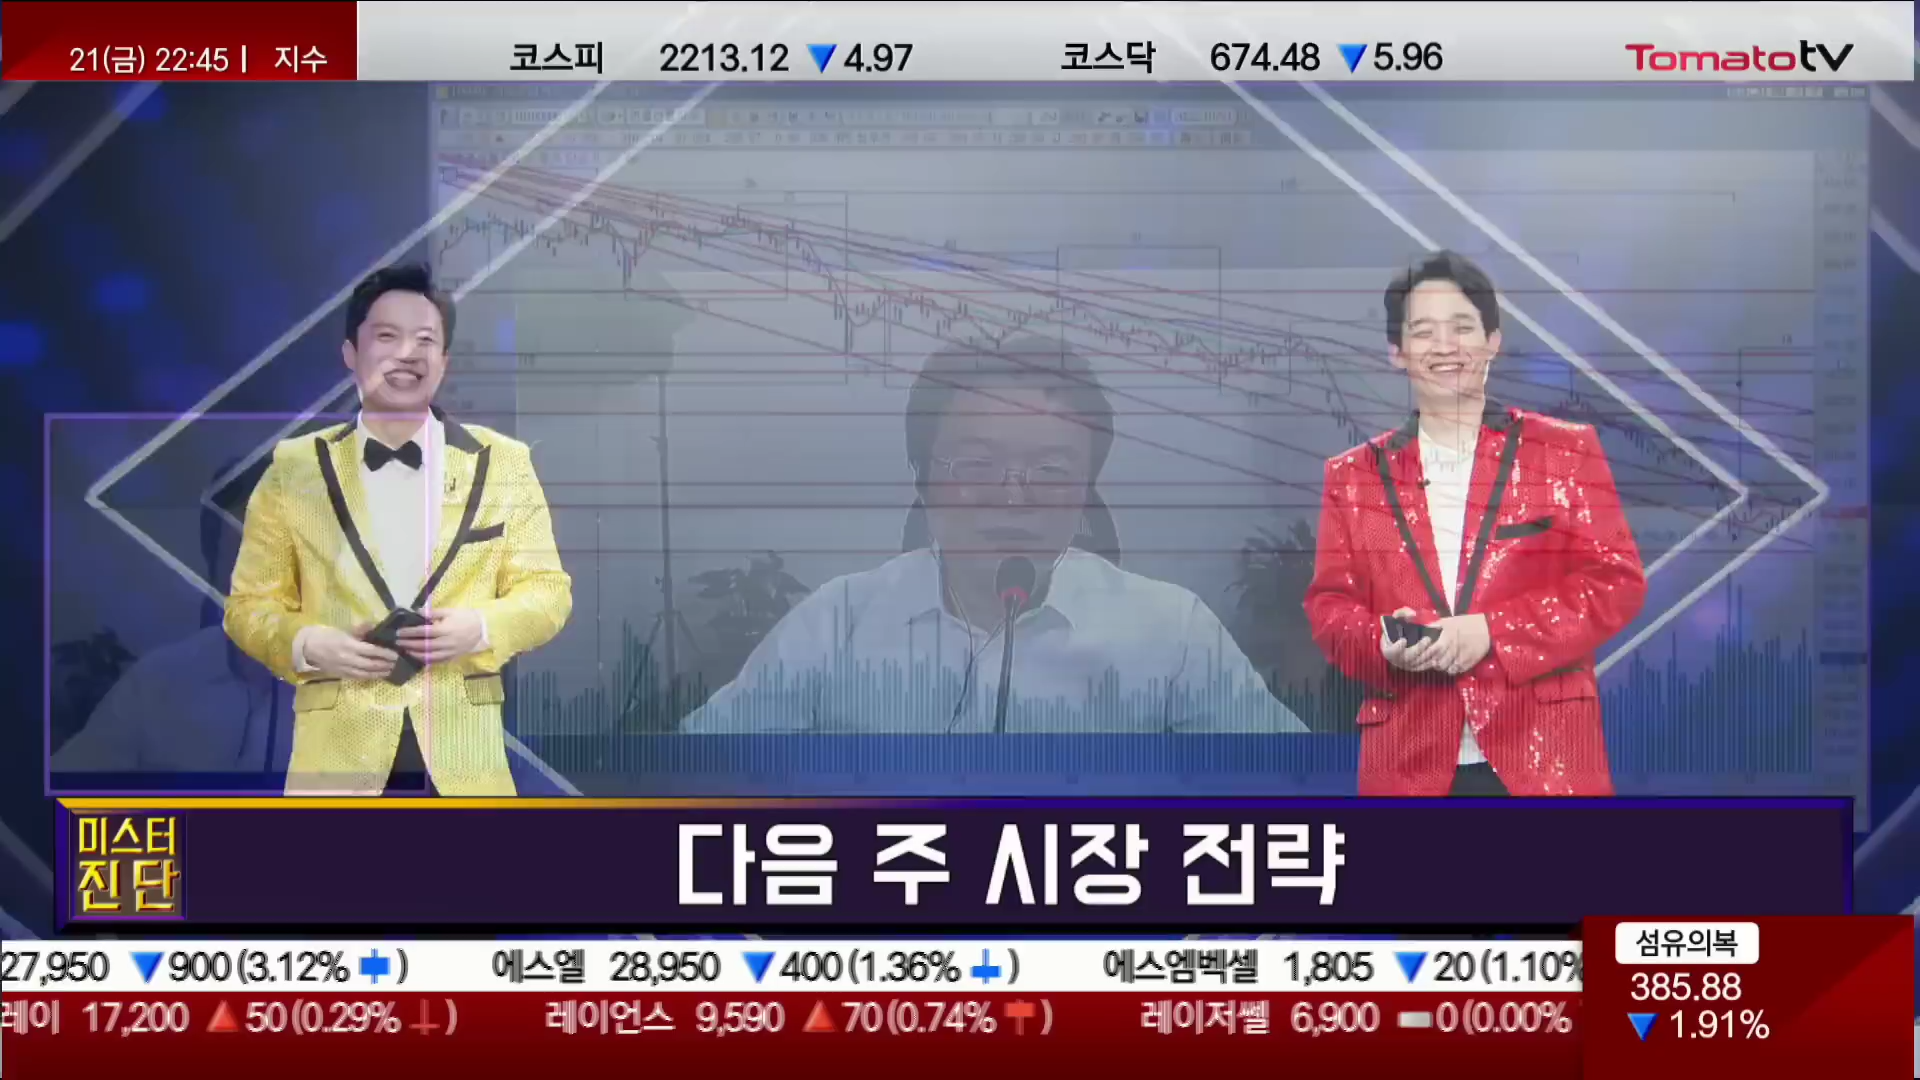 21(금) 22:45 | 지수 코스피 2213.12 ▼4.97 코스닥 674.48 ▼5.96 Tomatotv
미스터
진단
다음 주 시장 전략
27,950 ▼900(3.12% ) 에스엘 28,950 ▼400(1.36% ) 에스엠벡셀 1,805 ▼20(1.10%
레이 17,200 ▲50(0.29% ) 레이언스 9,590 ▲70(0.74% ) 레이저쎌 6,900 0(0.00%
섬유의복
385.88
▼ 1.91%